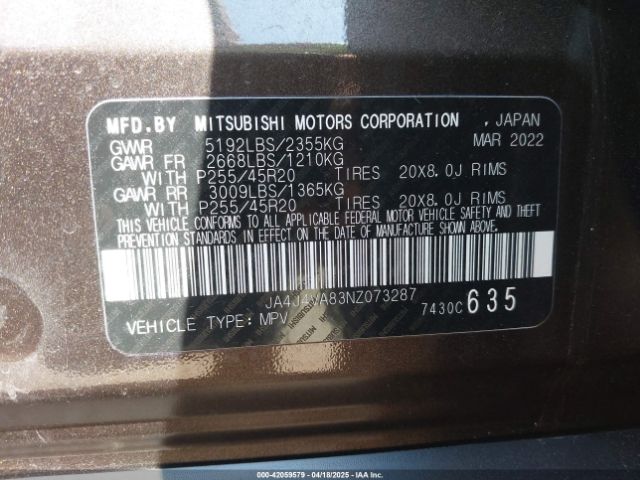 MFD.BY MITSUBISHI MOTORS CORPORATION , JAPAN
GVWR 5192LBS/2355KG MAR 2022
GAWR FR 2668LBS/1210KG
WITH P255/45R20 TIRES 20X8.0J RIMS
GAWR RR 3009LBS/1365KG
WITH P255/45R20 TIRES 20X8.0J RIMS
THIS VEHICLE CONFORMS TO ALL APPLICABLE FEDERAL MOTOR VEHICLE SAFETY AND THEFT
PREVENTION STANDARDS IN EFFECT ON THE DATE OF MANUFACTURE SHOWN ABOVE.
JA4J4VA83NZ073287
7430C 635
VEHICLE TYPE: MPV
000-42059579 04/18/2025 IAA Holdings, LLC.